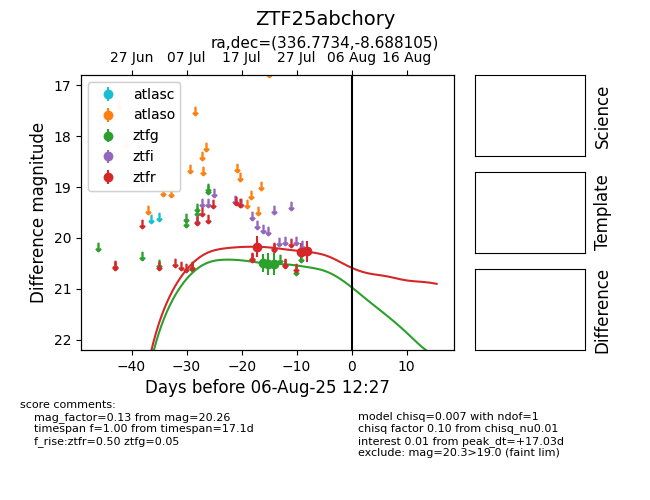 ZTF25abchory
ra,dec=(336.7734,-8.688105)
27 Jun 07 Jul 17 Jul 27 Jul 06 Aug 16 Aug
atlasc
atlaso
ztfg
ztfi
ztfr
17
18
19
20
21
22
Difference magnitude
−40 −30 −20 −10 0 10
Days before 06-Aug-25 12:27
Science
Template
Difference
score comments:
mag_factor=0.13 from mag=20.26
timespan f=1.00 from timespan=17.1d
f_rise:ztfr=0.50 ztfg=0.05
model chisq=0.007 with ndof=1
chisq factor 0.10 from chisq_nu0.01
interest 0.01 from peak_dt=+17.03d
exclude: mag=20.3>19.0 (faint lim)